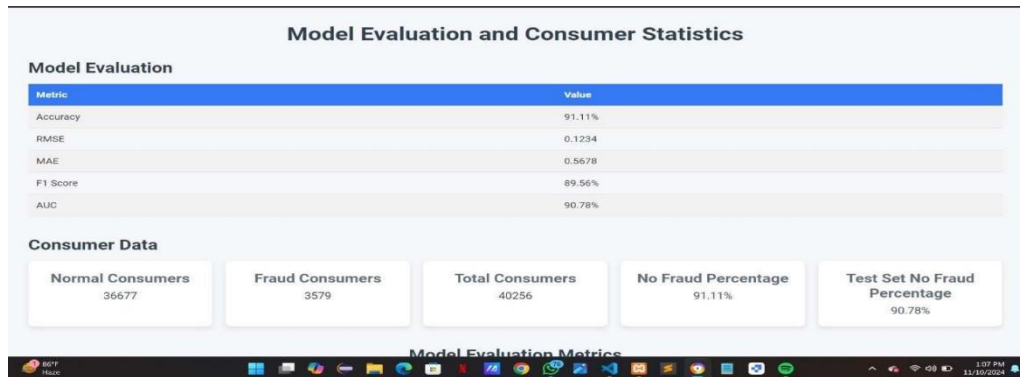 Model Evaluation and Consumer Statistics
Model Evaluation
Metric Value
Accuracy 91.11%
RMSE 0.1234
MAE 0.5678
F1 Score 89.56%
AUC 90.78%
Consumer Data
Normal Consumers
36677
Fraud Consumers
3579
Total Consumers
40256
No Fraud Percentage
91.11%
Test Set No Fraud
Percentage
90.78%
Model Evaluation Metrics
86°F
Haze
1:07 PM
11/10/2024